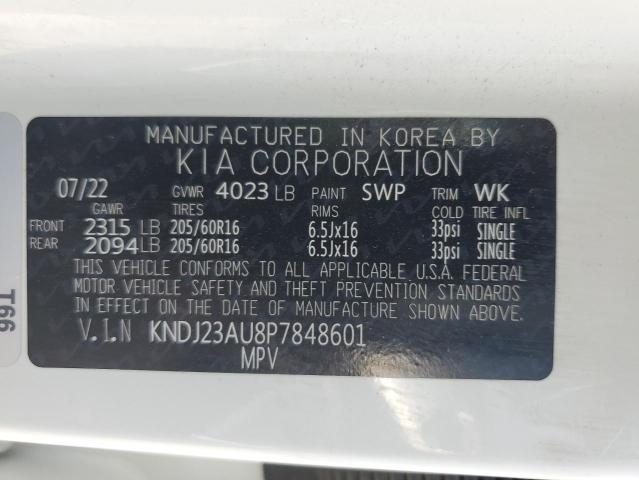 MANUFACTURED IN KOREA BY
KIA CORPORATION
07/22 GVWR 4023 LB PAINT SWP TRIM WK
GAWR TIRES RIMS COLD TIRE INFL
FRONT 2315 LB 205/60R16 6.5Jx16 33psi SINGLE
REAR 2094 LB 205/60R16 6.5Jx16 33psi SINGLE
THIS VEHICLE CONFORMS TO ALL APPLICABLE U.S.A. FEDERAL
MOTOR VEHICLE SAFETY AND THEFT PREVENTION STANDARDS
IN EFFECT ON THE DATE OF MANUFACTURE SHOWN ABOVE.
V.I.N KNDJ23AU8P7848601
MPV